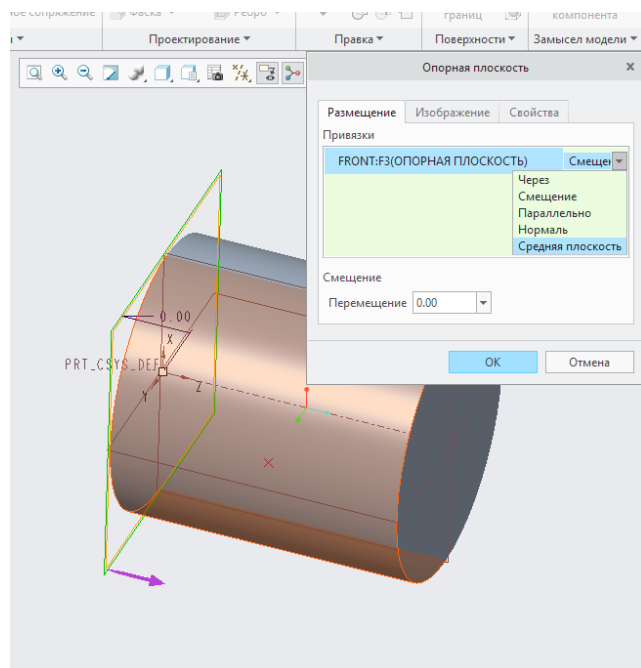 ное сопряжение Фаска Ребро границ компонента
Проектирование Правка Поверхности Замысел модели
Опорная плоскость x
Размещение Изображение Свойства
Привязки
FRONT:F3(ОПОРНАЯ ПЛОСКОСТЬ) Смещен
Через
Смещение
Параллельно
Нормаль
Средняя плоскость
Смещение
Перемещение 0.00
OK Отмена
0.00
X
PRT_CSYS_DEF
Z
Y